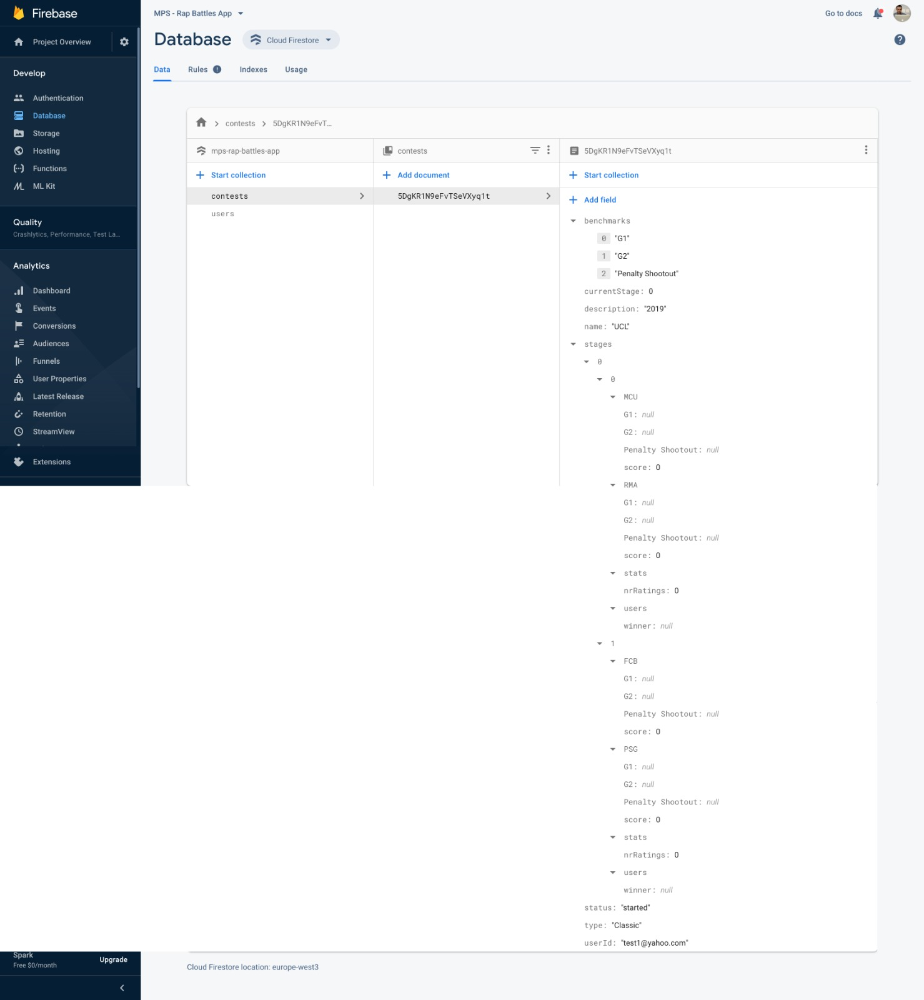 Firebase
Project Overview
Develop
Authentication
Database
Storage
Hosting
Functions
ML Kit
Quality
Crashlytics, Performance, Test La...
Analytics
Dashboard
Events
Conversions
Audiences
Funnels
User Properties
Latest Release
Retention
StreamView
Extensions
Spark
Free $0/month
Upgrade
MPS - Rap Battles App
Go to docs
Database
Cloud Firestore
Data
Rules
Indexes
Usage
contests
5DgKR1N9eFvT...
mps-rap-battles-app
Start collection
contests
users
contests
Add document
5DgKR1N9eFvTSeVXyq1t
5DgKR1N9eFvTSeVXyq1t
Start collection
Add field
benchmarks
0 "G1"
1 "G2"
2 "Penalty Shootout"
currentStage: 0
description: "2019"
name: "UCL"
stages
0
0
MCU
G1: null
G2: null
Penalty Shootout: null
score: 0
RMA
G1: null
G2: null
Penalty Shootout: null
score: 0
stats
nrRatings: 0
users
winner: null
1
FCB
G1: null
G2: null
Penalty Shootout: null
score: 0
PSG
G1: null
G2: null
Penalty Shootout: null
score: 0
stats
nrRatings: 0
users
winner: null
status: "started"
type: "Classic"
userId: "test1@yahoo.com"
Cloud Firestore location: europe-west3